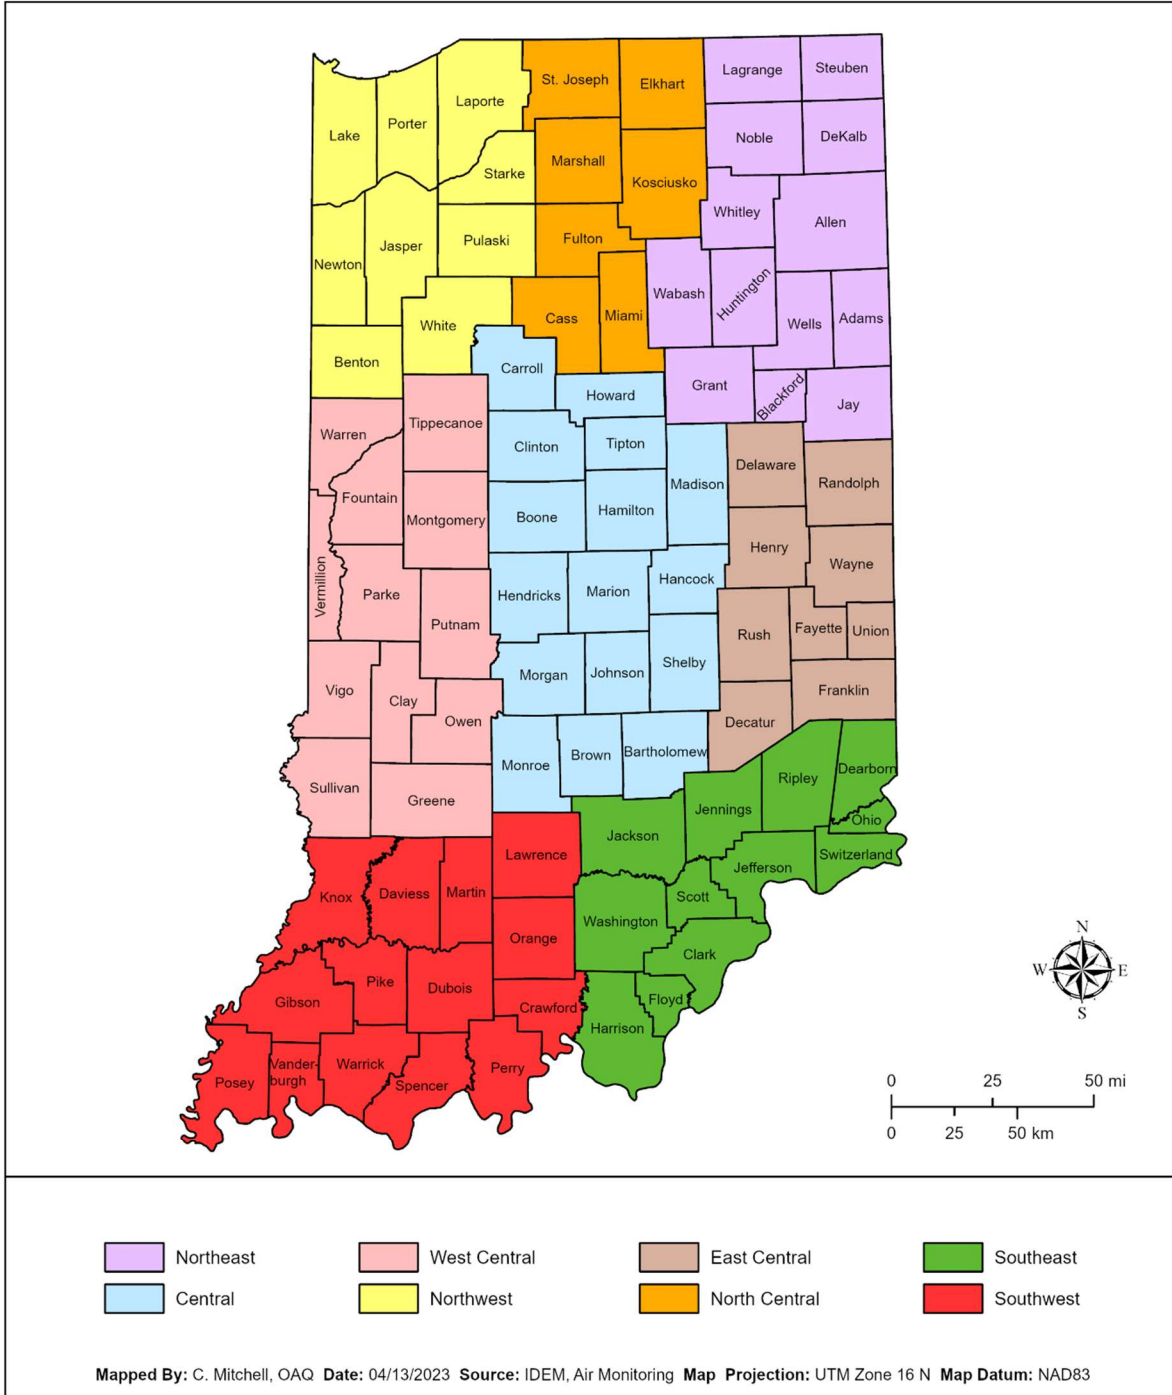 St. Joseph
Elkhart
Lagrange
Steuben
Laporte
Lake
Porter
Noble
DeKalb
Marshall
Starke
Kosciusko
Whitley
Allen
Pulaski
Fulton
Jasper
Newton
Wabash
Huntington
White
Cass
Miami
Wells
Adams
Benton
Carroll
Grant
Howard
Blackford
Jay
Warren
Tippecanoe
Clinton
Tipton
Delaware
Madison
Randolph
Fountain
Montgomery
Boone
Hamilton
Henry
Wayne
Vermillion
Parke
Hendricks
Marion
Hancock
Putnam
Rush
Fayette
Union
Vigo
Clay
Morgan
Johnson
Shelby
Franklin
Owen
Decatur
Monroe
Brown
Bartholomew
Ripley
Dearborn
Sullivan
Greene
Jennings
Ohio
Jackson
Lawrence
Jefferson
Switzerland
Knox
Daviess
Martin
Scott
Washington
Orange
Clark
Pike
Dubois
Gibson
Crawford
Floyd
Harrison
Posey
Vander-
burgh
Warrick
Spencer
Perry
N
W
E
S
0 25 50 mi
0 25 50 km
Northeast
West Central
East Central
Southeast
Central
Northwest
North Central
Southwest
Mapped By: C. Mitchell, OAQ Date: 04/13/2023 Source: IDEM, Air Monitoring Map Projection: UTM Zone 16 N Map Datum: NAD83